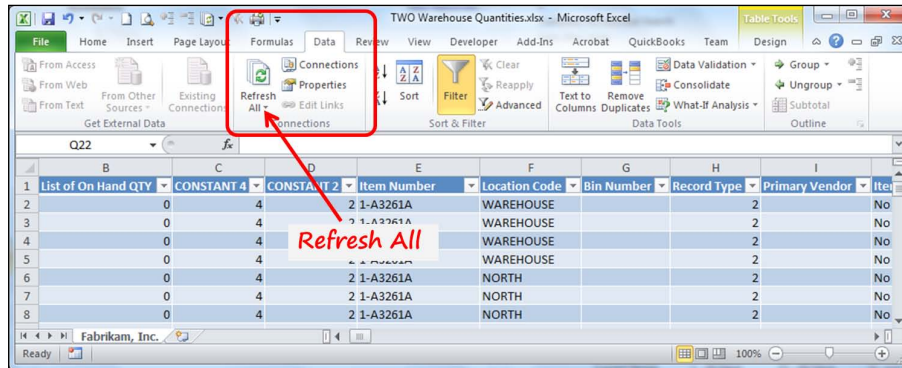 TWO Warehouse Quantities.xlsx - Microsoft Excel
Table Tools
File Home Insert Page Layout Formulas Data Review View Developer Add-Ins Acrobat QuickBooks Team Design
From Access
From Web
From Text
From Other
Sources
Existing
Connections
Get External Data
Refresh
All
Connections
Properties
Edit Links
Connections
A Z
Z A
Sort
Filter
Clear
Reapply
Advanced
Sort & Filter
Text to
Columns
Remove
Duplicates
Data Validation
Consolidate
What-If Analysis
Data Tools
Group
Ungroup
Subtotal
Outline
Q22 fx
B C D E F G H I
1 List of On Hand QTY CONSTANT 4 CONSTANT 2 Item Number Location Code Bin Number Record Type Primary Vendor
2 0 4 2 1-A3261A WAREHOUSE 2 No
3 0 4 2 1-A3261A WAREHOUSE 2 No
4 0 4 WAREHOUSE 2 No
5 0 4 2 1-A3261A WAREHOUSE 2 No
6 0 4 2 1-A3261A NORTH 2 No
7 0 4 2 1-A3261A NORTH 2 No
8 0 4 2 1-A3261A NORTH 2 No
Refresh All
Fabrikam, Inc.
Ready 100%